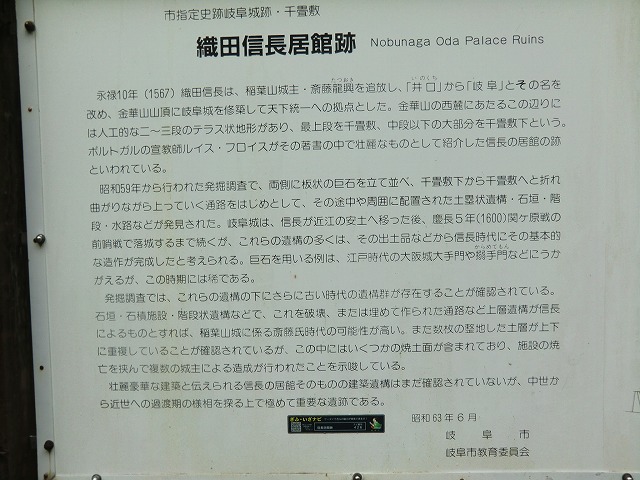 市指定史跡岐阜城跡・千畳敷
織田信長居館跡 Nobunaga Oda Palace Ruins
永禄10年(1567)織田信長は、稲葉山城主・斎藤龍興を追放し、「井口」から「岐阜」とその名を
改め、金華山山頂に岐阜城を修築して天下統一への拠点とした。金華山の西麓にあたるこの辺りに
は人工的な二〜三段のテラス状地形があり、最上段を千畳敷、中段以下の大部分を千畳敷下という。
ポルトガルの宣教師ルイス・フロイスがその著書の中で壮麗なものとして紹介した信長の居館の跡
といわれている。
昭和59年から行われた発掘調査で、両側に板状の巨石を立て並べ、千畳敷下から千畳敷へと折れ
曲がりながら上っていく通路をはじめとして、その途中や周囲に配置された土塁状遺構・石垣・階
段・水路などが発見された。岐阜城は、信長が近江の安土へ移った後、慶長5年(1600)関ケ原戦の
前哨戦で落城するまで続くが、これらの遺構の多くは、その出土品などから信長時代にその基本的
な造作が完成したと考えられる。巨石を用いる例は、江戸時代の大阪城大手門や搦手門などにうか
がえるが、この時期には稀である。
発掘調査では、これらの遺構の下にさらに古い時代の遺構群が存在することが確認されている。
石垣・石積施設・階段状遺構などで、これを破壊、または埋めて作られた通路など上層遺構が信長
によるものとすれば、稲葉山城に係る斎藤氏時代の可能性が高い。また数枚の整地した土層が上下
に重複していることが確認されているが、この中にはいくつかの焼土面が含まれており、施設の焼
亡を挟んで複数の城主による造成が行われたことを示唆している。
壮麗豪華な建築と伝えられる信長の居館そのものの建築遺構はまだ確認されていないが、中世か
ら近世への過渡期の様相を探る上で極めて重要な遺跡である。
昭和63年6月
岐阜市
岐阜市教育委員会